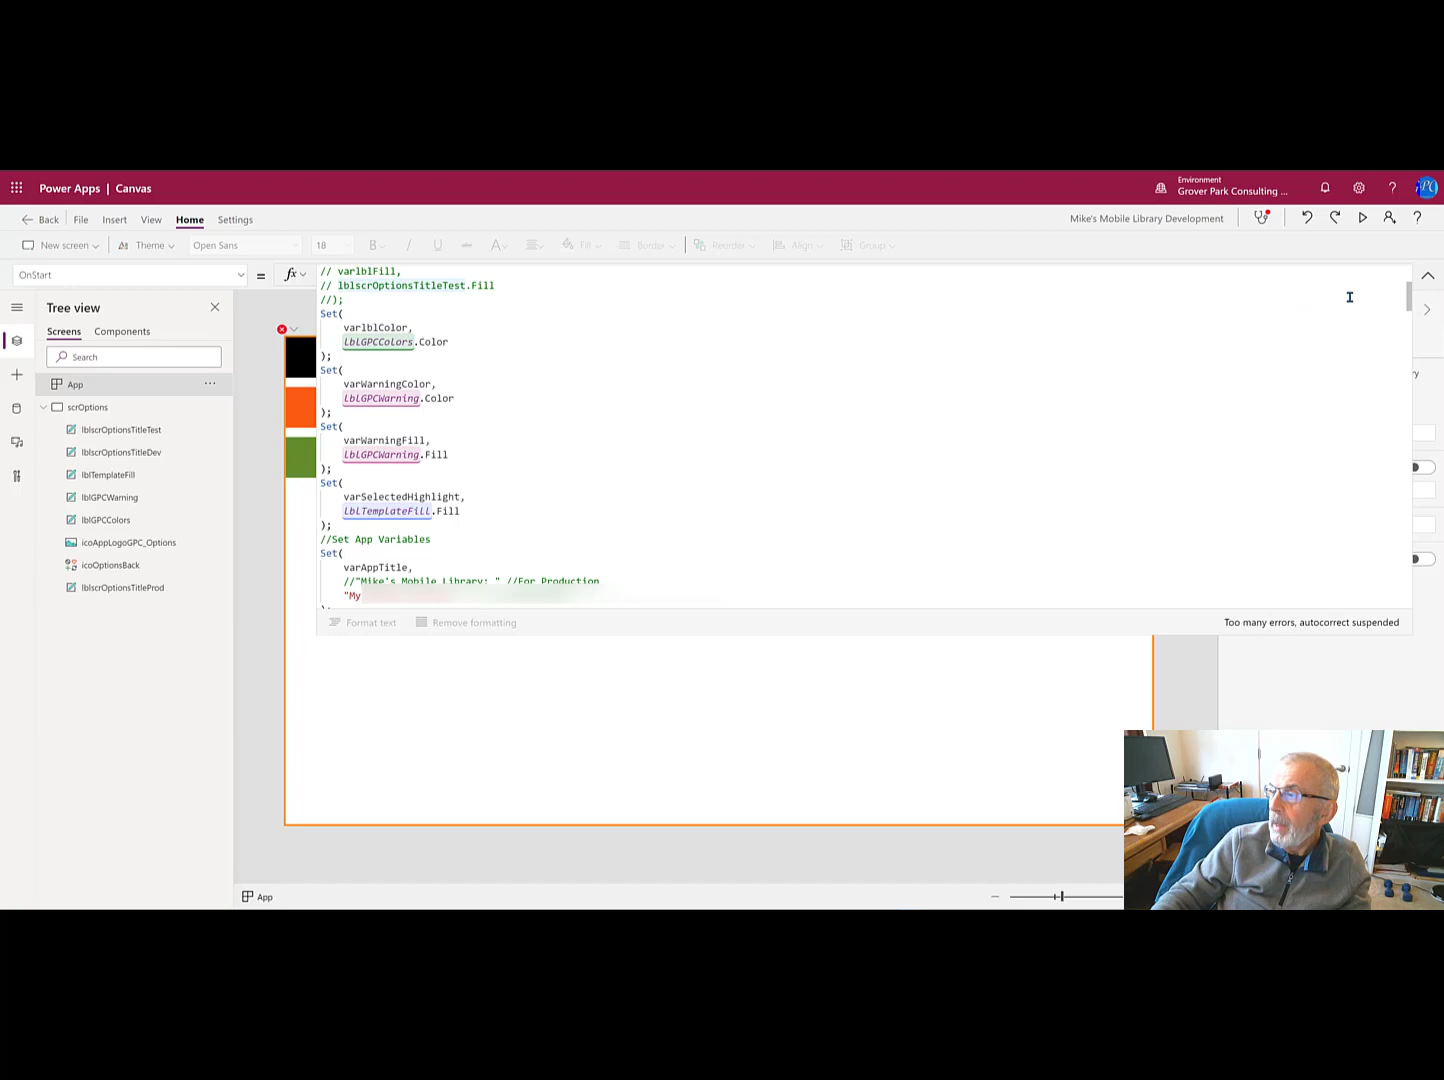 Power Apps | Canvas
Environment
Grover Park Consulting ...
Back File Insert View Home Settings
Mike's Mobile Library Development
New screen Theme Open Sans 18 B / U abc A Fill Border Reorder Align Group
OnStart = fx
// varlblFill,
// lblscrOptionsTitleTest.Fill
//);
Set(
varlblColor,
lblGPCColors.Color
);
Set(
varWarningColor,
lblGPCWarning.Color
);
Set(
varWarningFill,
lblGPCWarning.Fill
);
Set(
varSelectedHighlight,
lblTemplateFill.Fill
);
//Set App Variables
Set(
varAppTitle,
//"Mike's Mobile Library: " //For Production
"My
Format text Remove formatting
Too many errors, autocorrect suspended
Tree view
Screens Components
Search
App ...
scrOptions
lblscrOptionsTitleTest
lblscrOptionsTitleDev
lblTemplateFill
lblGPCWarning
lblGPCColors
icoAppLogoGPC_Options
icoOptionsBack
lblscrOptionsTitleProd
ry
App